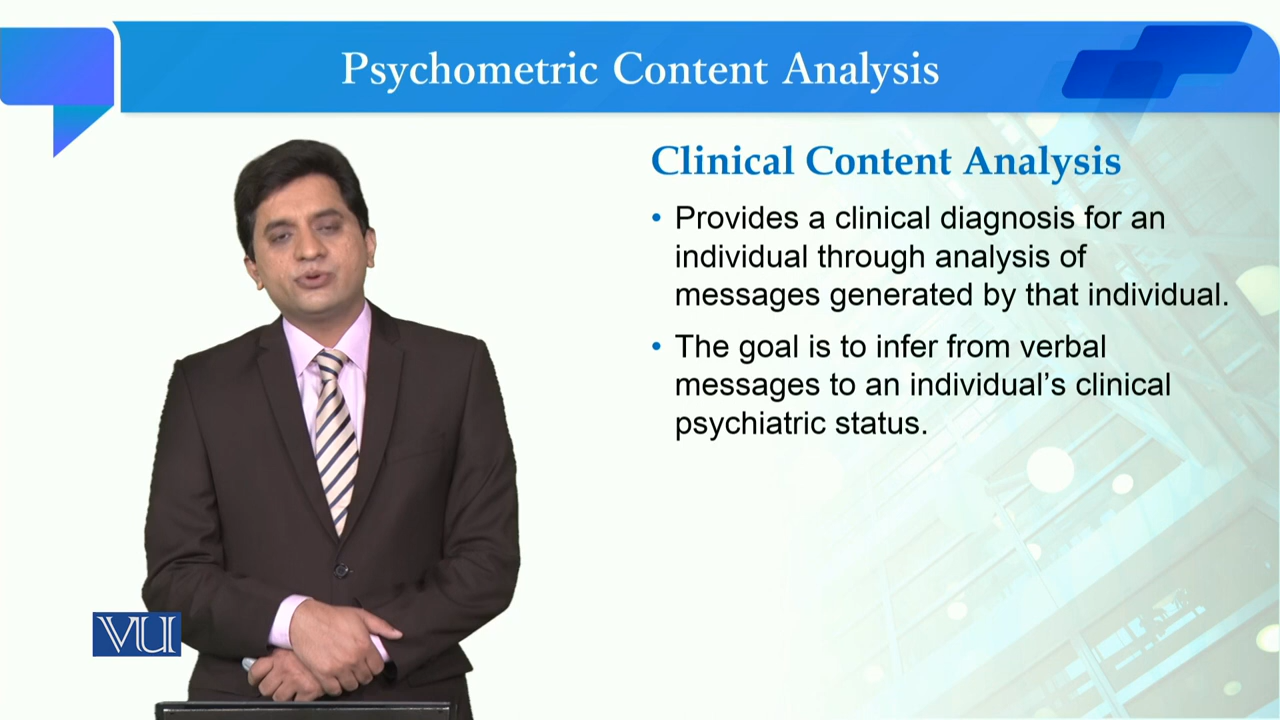 Psychometric Content Analysis
Clinical Content Analysis
• Provides a clinical diagnosis for an
individual through analysis of
messages generated by that individual.
• The goal is to infer from verbal
messages to an individual’s clinical
psychiatric status.
VU